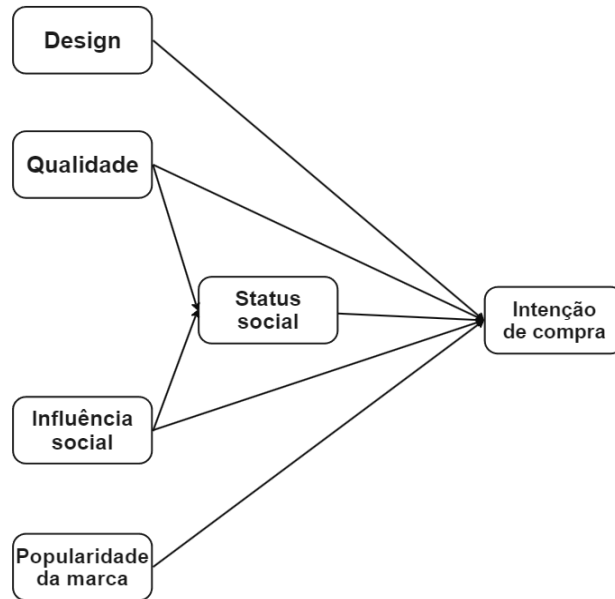 Design
Qualidade
Status
social
Intenção
de compra
Influência
social
Popularidade
da marca